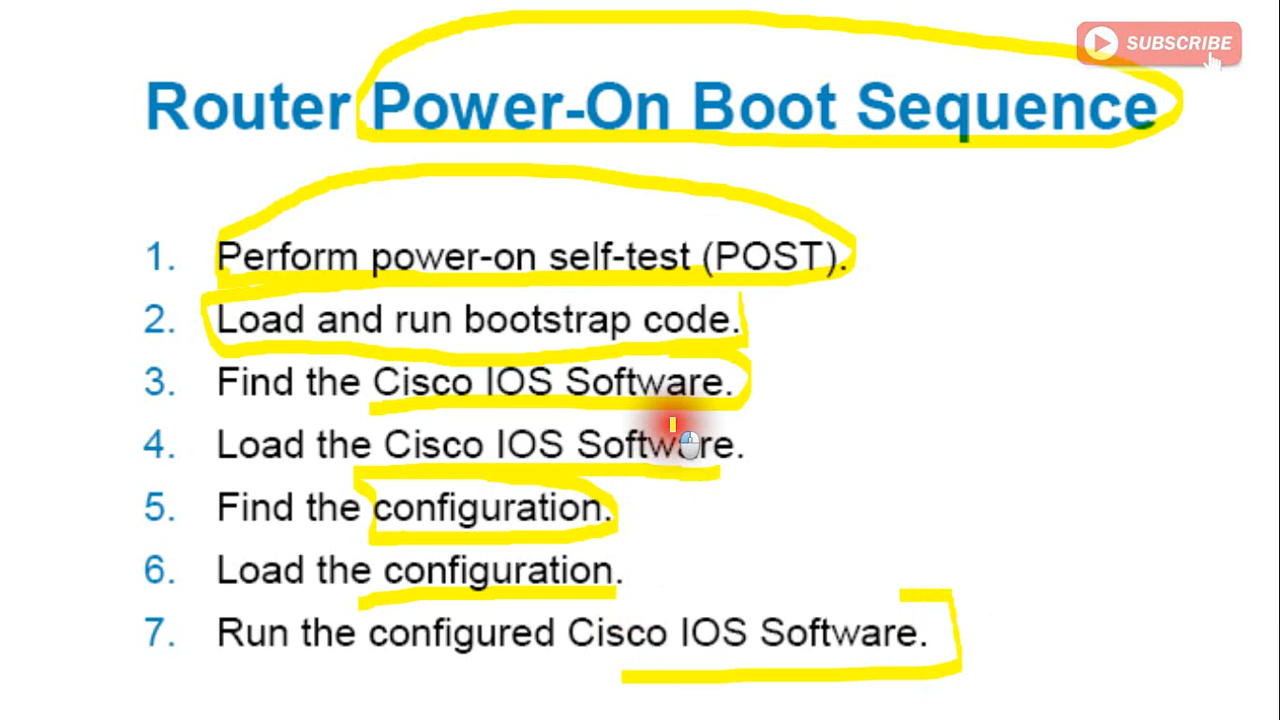 SUBSCRIBE
Router Power-On Boot Sequence
1. Perform power-on self-test (POST).
2. Load and run bootstrap code.
3. Find the Cisco IOS Software.
4. Load the Cisco IOS Software.
5. Find the configuration.
6. Load the configuration.
7. Run the configured Cisco IOS Software.